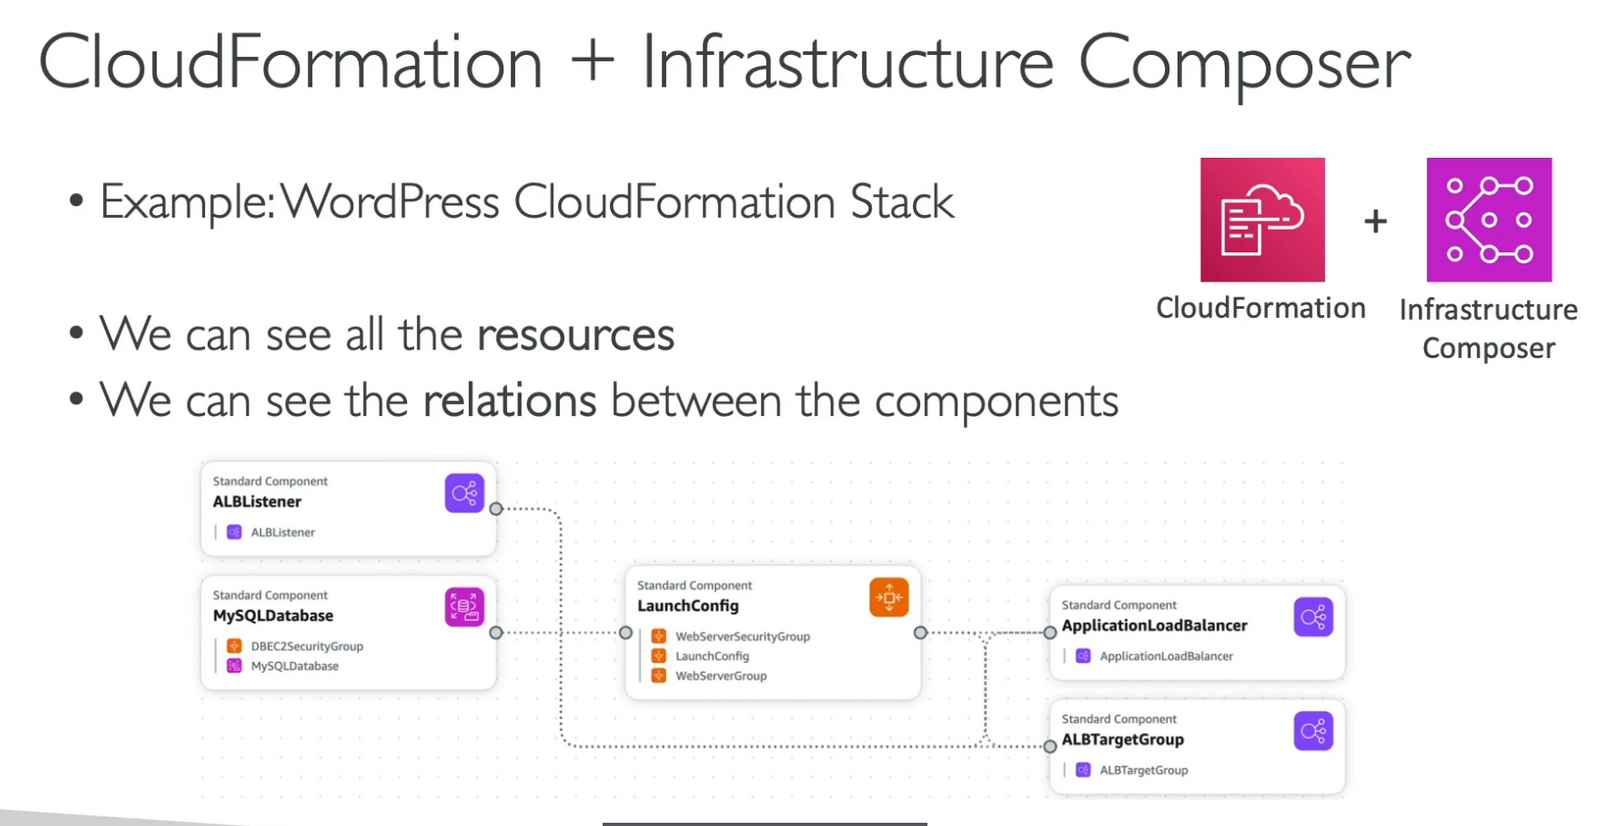 CloudFormation + Infrastructure Composer
• Example: WordPress CloudFormation Stack
• We can see all the resources
• We can see the relations between the components
+
CloudFormation
Infrastructure
Composer
Standard Component
ALBListener
ALBListener
Standard Component
MySQLDatabase
DBEC2SecurityGroup
MySQLDatabase
Standard Component
LaunchConfig
WebServerSecurityGroup
LaunchConfig
WebServerGroup
Standard Component
ApplicationLoadBalancer
ApplicationLoadBalancer
Standard Component
ALBTargetGroup
ALBTargetGroup